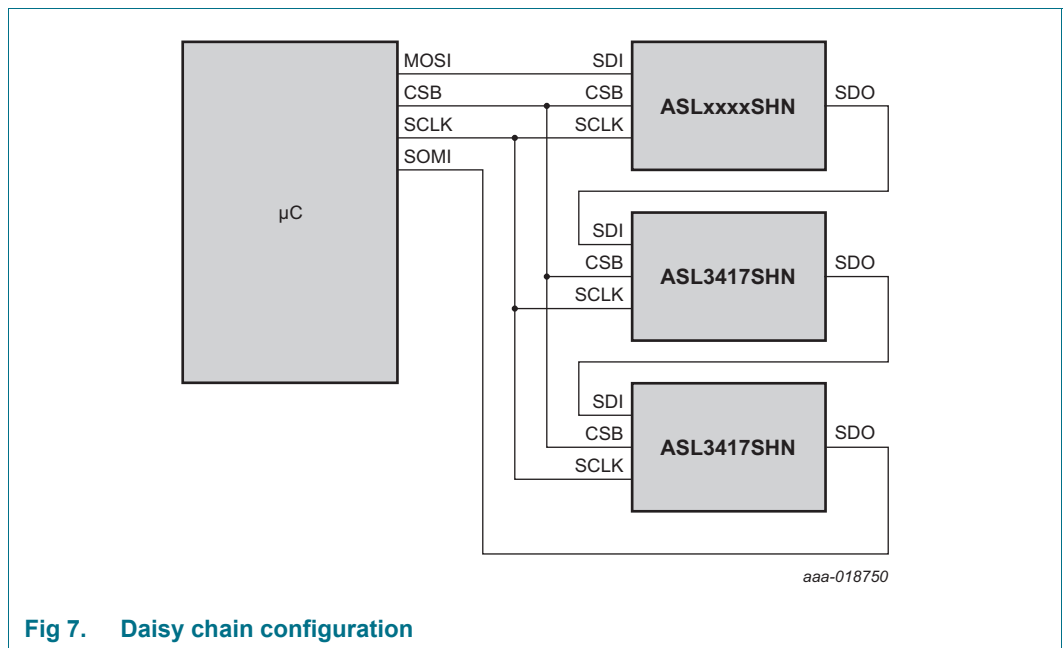 MOSI
CSB
SCLK
SOMI
µC
SDI
CSB
SCLK
ASLxxxxSHN
SDO
SDI
CSB
SCLK
ASL3417SHN
SDO
SDI
CSB
SCLK
ASL3417SHN
SDO
aaa-018750
Fig 7. Daisy chain configuration